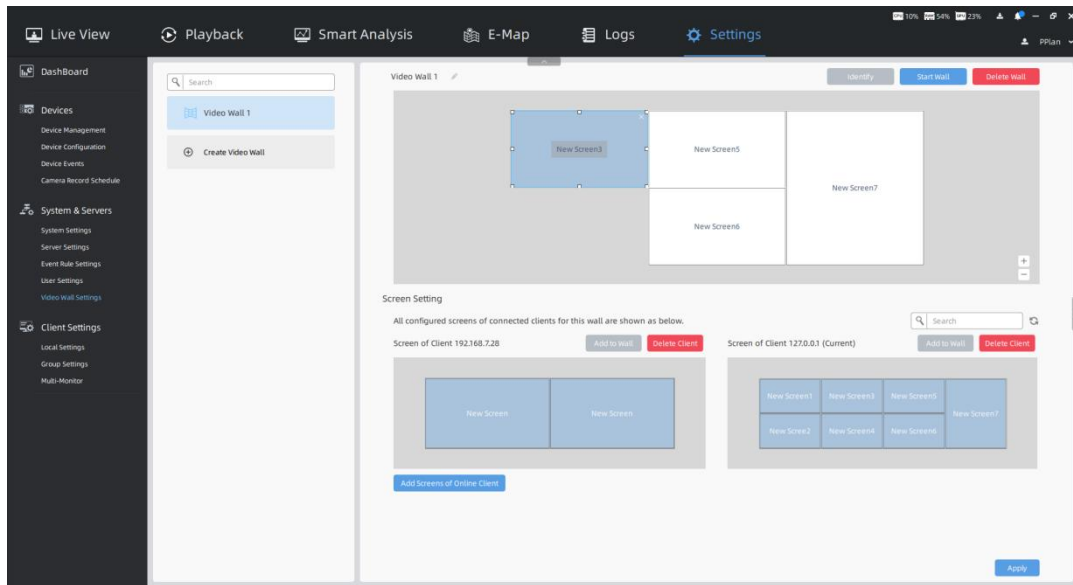 CPU 10% 54% GPU 23%
Live View Playback Smart Analysis E-Map Logs Settings
PPlan
DashBoard
Devices
Device Management
Device Configuration
Device Events
Camera Record Schedule
System & Servers
System Settings
Server Settings
Event Rule Settings
User Settings
Video Wall Settings
Client Settings
Local Settings
Group Settings
Multi-Monitor
Search
Video Wall 1
Create Video Wall
Video Wall 1
Identify Start Wall Delete Wall
New Screen3 New Screen5
New Screen7
New Screen6
+
−
Screen Setting
All configured screens of connected clients for this wall are shown as below.
Search
Screen of Client 192.168.7.28 Add to Wall Delete Client
New Screen New Screen
Screen of Client 127.0.0.1 (Current) Add to Wall Delete Client
New Screen1 New Screen3 New Screen5
New Screen7
New Scree2 New Screen4 New Screen6
Add Screens of Online Client
Apply